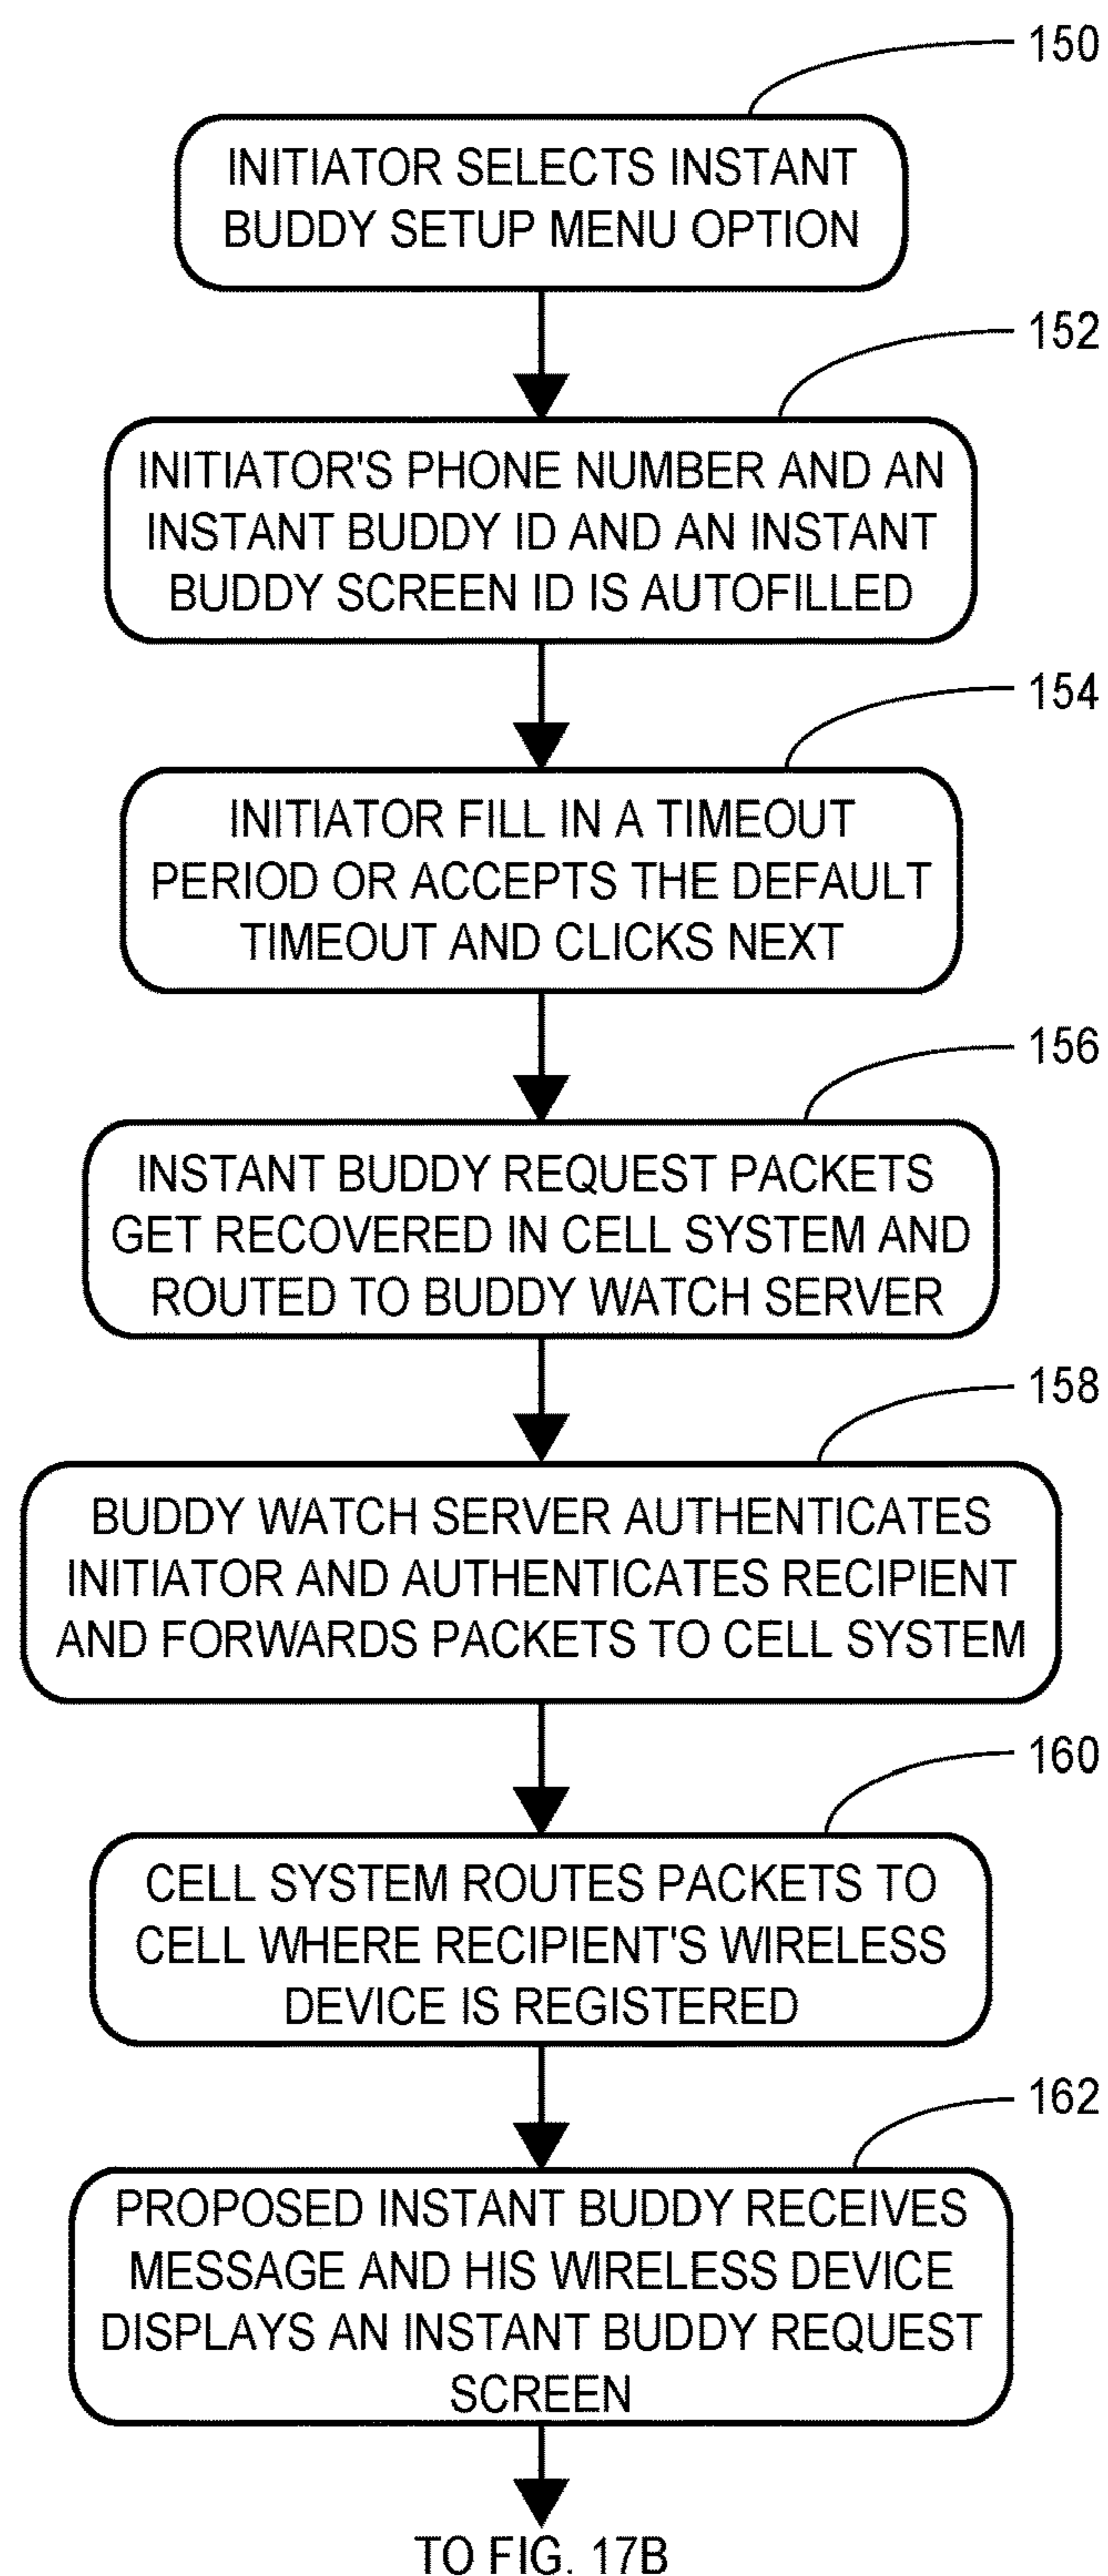 150
INITIATOR SELECTS INSTANT
BUDDY SETUP MENU OPTION
152
INITIATOR'S PHONE NUMBER AND AN
INSTANT BUDDY ID AND AN INSTANT
BUDDY SCREEN ID IS AUTOFILLED
154
INITIATOR FILL IN A TIMEOUT
PERIOD OR ACCEPTS THE DEFAULT
TIMEOUT AND CLICKS NEXT
156
INSTANT BUDDY REQUEST PACKETS
GET RECOVERED IN CELL SYSTEM AND
ROUTED TO BUDDY WATCH SERVER
158
BUDDY WATCH SERVER AUTHENTICATES
INITIATOR AND AUTHENTICATES RECIPIENT
AND FORWARDS PACKETS TO CELL SYSTEM
160
CELL SYSTEM ROUTES PACKETS TO
CELL WHERE RECIPIENT'S WIRELESS
DEVICE IS REGISTERED
162
PROPOSED INSTANT BUDDY RECEIVES
MESSAGE AND HIS WIRELESS DEVICE
DISPLAYS AN INSTANT BUDDY REQUEST
SCREEN
TO FIG. 17B